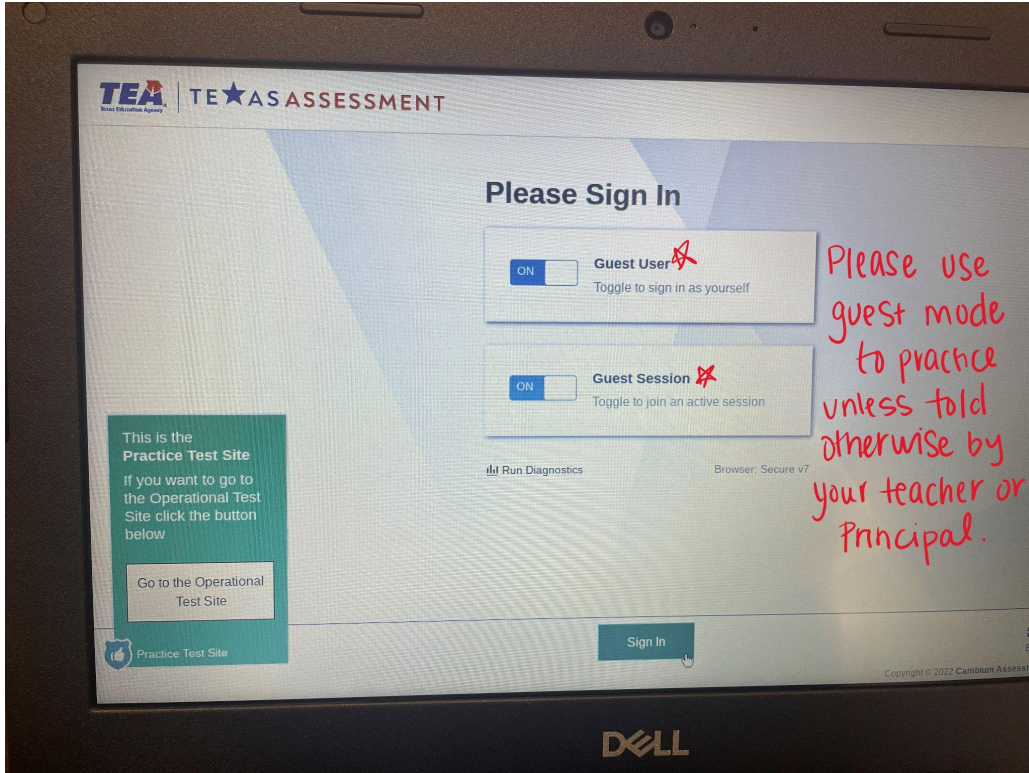 TEA
Texas Education Agency
TEXAS ASSESSMENT
Please Sign In
ON
Guest User
Toggle to sign in as yourself
ON
Guest Session
Toggle to join an active session
Run Diagnostics
Browser: Secure v7
Please use
guest mode
to practice
unless told
otherwise by
your teacher or
Principal.
This is the
Practice Test Site
If you want to go to
the Operational Test
Site click the button
below
Go to the Operational
Test Site
Practice Test Site
Sign In
Copyright © 2022 Cambium Assess
DELL